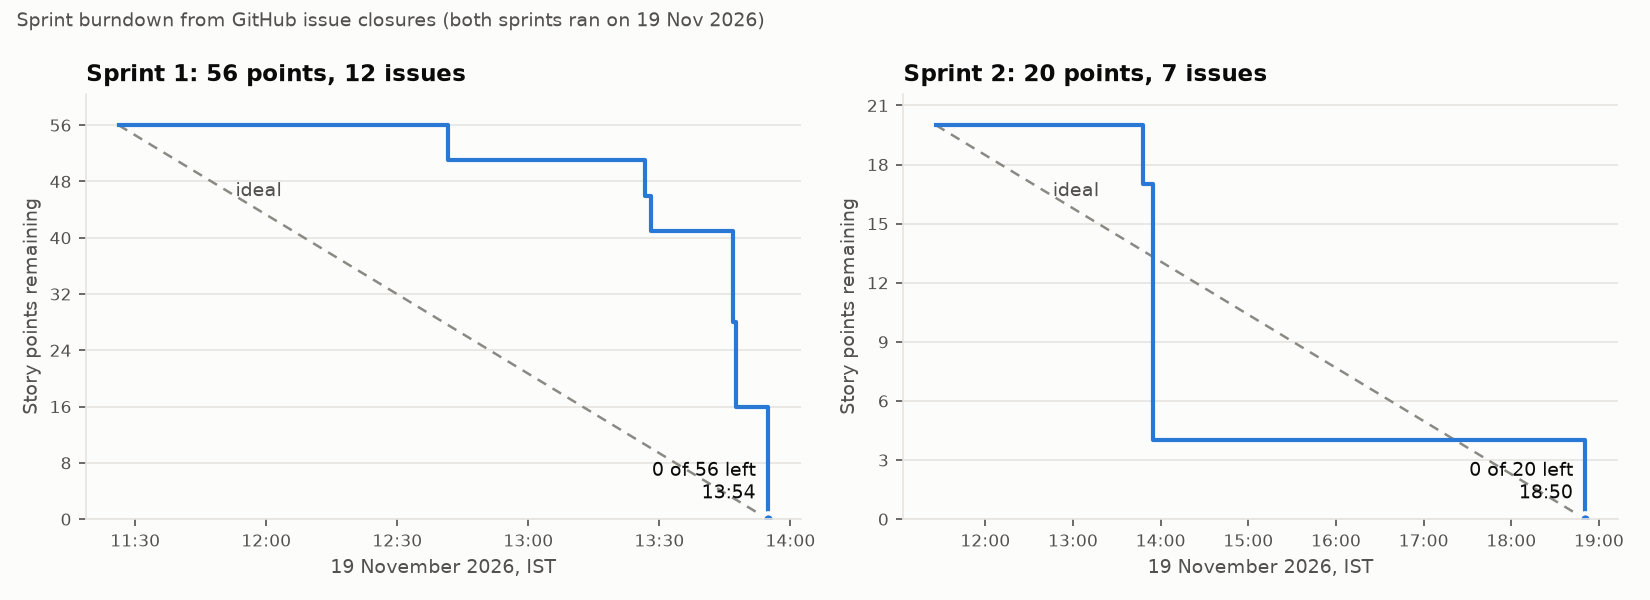 Sprint burndown from GitHub issue closures (both sprints ran on 19 Nov 2026)
Sprint 1: 56 points, 12 issues
Story points remaining
56
48
40
32
24
16
8
0
ideal
0 of 56 left
13:54
11:30
12:00
12:30
13:00
13:30
14:00
19 November 2026, IST
Sprint 2: 20 points, 7 issues
Story points remaining
21
18
15
12
9
6
3
0
ideal
0 of 20 left
18:50
12:00
13:00
14:00
15:00
16:00
17:00
18:00
19:00
19 November 2026, IST